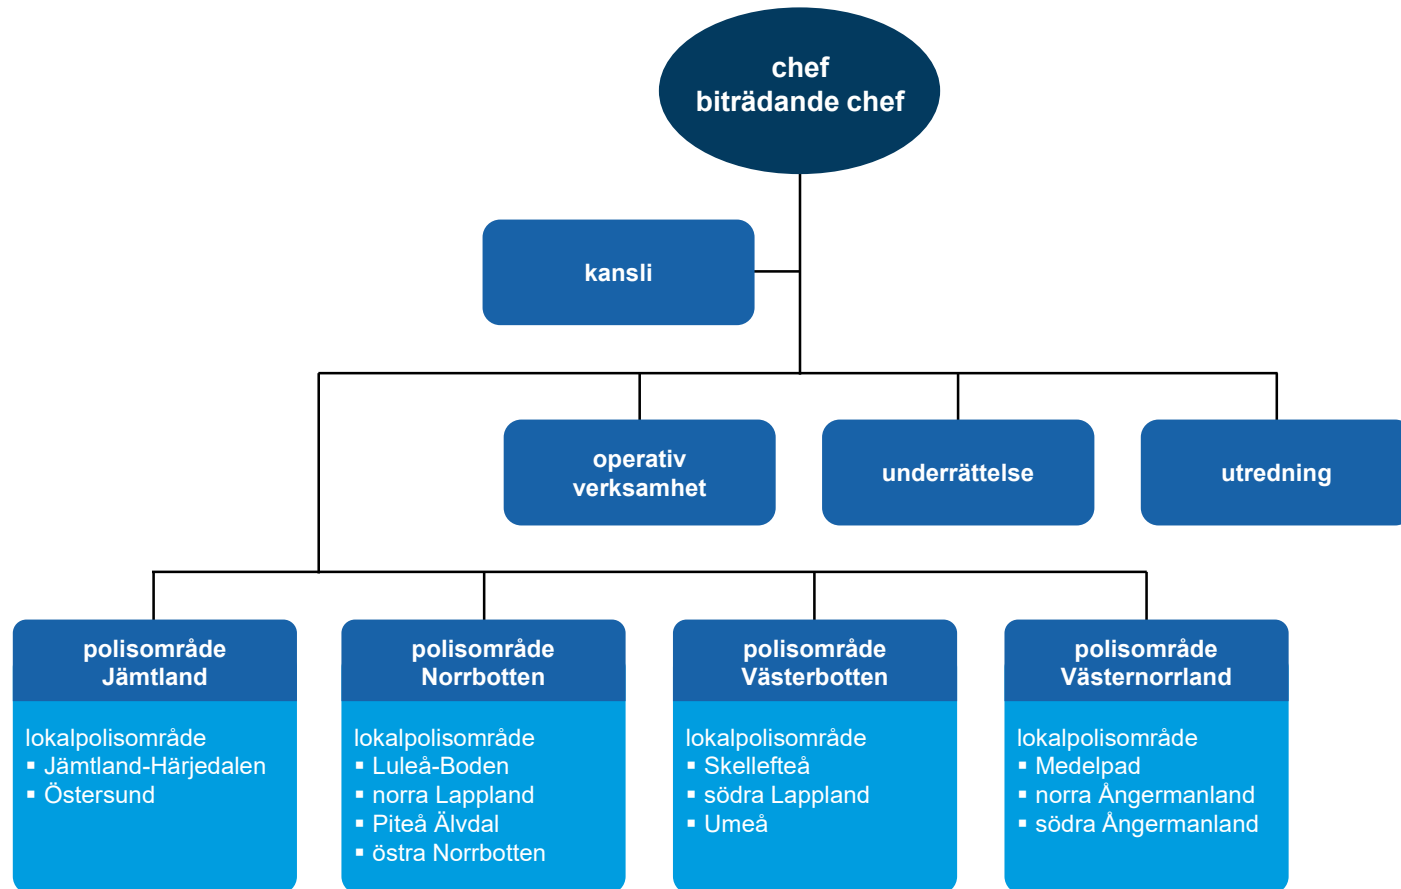 chef
biträdande chef
kansli
operativ
verksamhet
underrättelse
utredning
polisområde
Jämtland
lokalpolisområde
▪ Jämtland-Härjedalen
▪ Östersund
polisområde
Norrbotten
lokalpolisområde
▪ Luleå-Boden
▪ norra Lappland
▪ Piteå Älvdal
▪ östra Norrbotten
polisområde
Västerbotten
lokalpolisområde
▪ Skellefteå
▪ södra Lappland
▪ Umeå
polisområde
Västernorrland
lokalpolisområde
▪ Medelpad
▪ norra Ångermanland
▪ södra Ångermanland